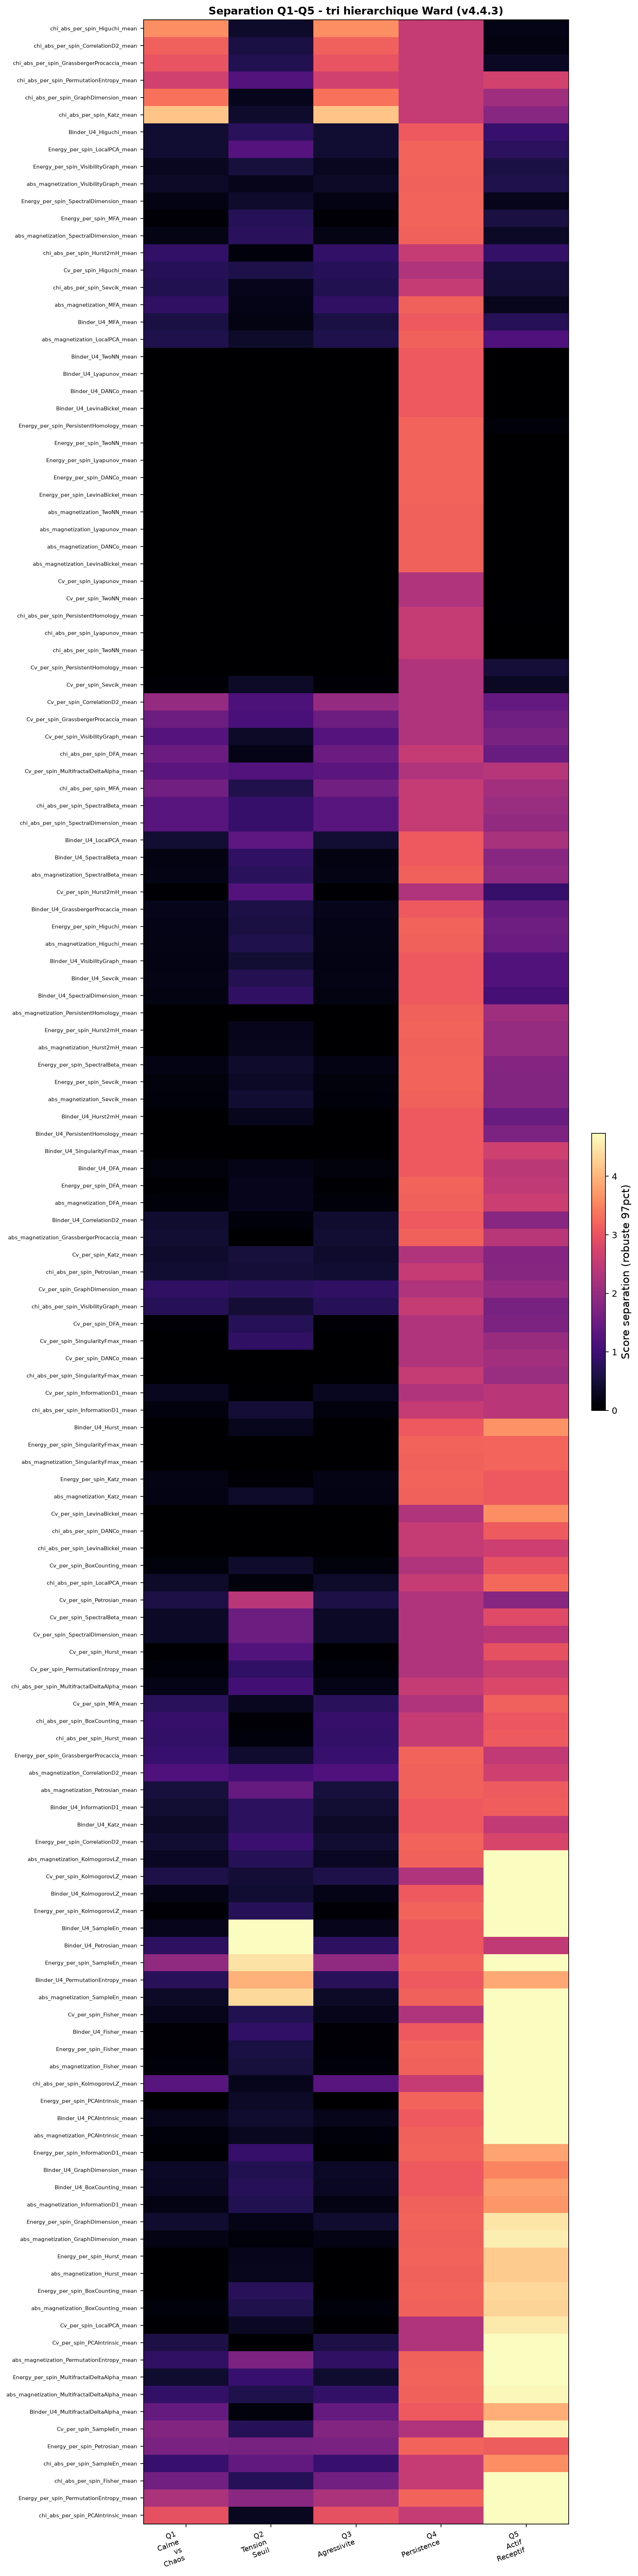 Separation Q1-Q5 - tri hierarchique Ward (v4.4.3)
chi_abs_per_spin_Higuchi_mean
chi_abs_per_spin_CorrelationD2_mean
chi_abs_per_spin_GrassbergerProcaccia_mean
chi_abs_per_spin_PermutationEntropy_mean
chi_abs_per_spin_GraphDimension_mean
chi_abs_per_spin_Katz_mean
Binder_U4_Higuchi_mean
Energy_per_spin_LocalPCA_mean
Energy_per_spin_VisibilityGraph_mean
abs_magnetization_VisibilityGraph_mean
Energy_per_spin_SpectralDimension_mean
Energy_per_spin_MFA_mean
abs_magnetization_SpectralDimension_mean
chi_abs_per_spin_Hurst2mH_mean
Cv_per_spin_Higuchi_mean
chi_abs_per_spin_Sevcik_mean
abs_magnetization_MFA_mean
Binder_U4_MFA_mean
abs_magnetization_LocalPCA_mean
Binder_U4_TwoNN_mean
Binder_U4_Lyapunov_mean
Binder_U4_DANCo_mean
Binder_U4_LevinaBickel_mean
Energy_per_spin_PersistentHomology_mean
Energy_per_spin_TwoNN_mean
Energy_per_spin_Lyapunov_mean
Energy_per_spin_DANCo_mean
Energy_per_spin_LevinaBickel_mean
abs_magnetization_TwoNN_mean
abs_magnetization_Lyapunov_mean
abs_magnetization_DANCo_mean
abs_magnetization_LevinaBickel_mean
Cv_per_spin_Lyapunov_mean
Cv_per_spin_TwoNN_mean
chi_abs_per_spin_PersistentHomology_mean
chi_abs_per_spin_Lyapunov_mean
chi_abs_per_spin_TwoNN_mean
Cv_per_spin_PersistentHomology_mean
Cv_per_spin_Sevcik_mean
Cv_per_spin_CorrelationD2_mean
Cv_per_spin_GrassbergerProcaccia_mean
Cv_per_spin_VisibilityGraph_mean
chi_abs_per_spin_DFA_mean
Cv_per_spin_MultifractalDeltaAlpha_mean
chi_abs_per_spin_MFA_mean
chi_abs_per_spin_SpectralBeta_mean
chi_abs_per_spin_SpectralDimension_mean
Binder_U4_LocalPCA_mean
Binder_U4_SpectralBeta_mean
abs_magnetization_SpectralBeta_mean
Cv_per_spin_Hurst2mH_mean
Binder_U4_GrassbergerProcaccia_mean
Energy_per_spin_Higuchi_mean
abs_magnetization_Higuchi_mean
Binder_U4_VisibilityGraph_mean
Binder_U4_Sevcik_mean
Binder_U4_SpectralDimension_mean
abs_magnetization_PersistentHomology_mean
Energy_per_spin_Hurst2mH_mean
abs_magnetization_Hurst2mH_mean
Energy_per_spin_SpectralBeta_mean
Energy_per_spin_Sevcik_mean
abs_magnetization_Sevcik_mean
Binder_U4_Hurst2mH_mean
Binder_U4_PersistentHomology_mean
Binder_U4_SingularityFmax_mean
Binder_U4_DFA_mean
Energy_per_spin_DFA_mean
abs_magnetization_DFA_mean
Binder_U4_CorrelationD2_mean
abs_magnetization_GrassbergerProcaccia_mean
Cv_per_spin_Katz_mean
chi_abs_per_spin_Petrosian_mean
Cv_per_spin_GraphDimension_mean
chi_abs_per_spin_VisibilityGraph_mean
Cv_per_spin_DFA_mean
Cv_per_spin_SingularityFmax_mean
Cv_per_spin_DANCo_mean
chi_abs_per_spin_SingularityFmax_mean
Cv_per_spin_InformationD1_mean
chi_abs_per_spin_InformationD1_mean
Binder_U4_Hurst_mean
Energy_per_spin_SingularityFmax_mean
abs_magnetization_SingularityFmax_mean
Energy_per_spin_Katz_mean
abs_magnetization_Katz_mean
Cv_per_spin_LevinaBickel_mean
chi_abs_per_spin_DANCo_mean
chi_abs_per_spin_LevinaBickel_mean
Cv_per_spin_BoxCounting_mean
chi_abs_per_spin_LocalPCA_mean
Cv_per_spin_Petrosian_mean
Cv_per_spin_SpectralBeta_mean
Cv_per_spin_SpectralDimension_mean
Cv_per_spin_Hurst_mean
Cv_per_spin_PermutationEntropy_mean
chi_abs_per_spin_MultifractalDeltaAlpha_mean
Cv_per_spin_MFA_mean
chi_abs_per_spin_BoxCounting_mean
chi_abs_per_spin_Hurst_mean
Energy_per_spin_GrassbergerProcaccia_mean
abs_magnetization_CorrelationD2_mean
abs_magnetization_Petrosian_mean
Binder_U4_InformationD1_mean
Binder_U4_Katz_mean
Energy_per_spin_CorrelationD2_mean
abs_magnetization_KolmogorovLZ_mean
Cv_per_spin_KolmogorovLZ_mean
Binder_U4_KolmogorovLZ_mean
Energy_per_spin_KolmogorovLZ_mean
Binder_U4_SampleEn_mean
Binder_U4_Petrosian_mean
Energy_per_spin_SampleEn_mean
Binder_U4_PermutationEntropy_mean
abs_magnetization_SampleEn_mean
Cv_per_spin_Fisher_mean
Binder_U4_Fisher_mean
Energy_per_spin_Fisher_mean
abs_magnetization_Fisher_mean
chi_abs_per_spin_KolmogorovLZ_mean
Energy_per_spin_PCAIntrinsic_mean
Binder_U4_PCAIntrinsic_mean
abs_magnetization_PCAIntrinsic_mean
Energy_per_spin_InformationD1_mean
Binder_U4_GraphDimension_mean
Binder_U4_BoxCounting_mean
abs_magnetization_InformationD1_mean
Energy_per_spin_GraphDimension_mean
abs_magnetization_GraphDimension_mean
Energy_per_spin_Hurst_mean
abs_magnetization_Hurst_mean
Energy_per_spin_BoxCounting_mean
abs_magnetization_BoxCounting_mean
Cv_per_spin_LocalPCA_mean
Cv_per_spin_PCAIntrinsic_mean
abs_magnetization_PermutationEntropy_mean
Energy_per_spin_MultifractalDeltaAlpha_mean
abs_magnetization_MultifractalDeltaAlpha_mean
Binder_U4_MultifractalDeltaAlpha_mean
Cv_per_spin_SampleEn_mean
Energy_per_spin_Petrosian_mean
chi_abs_per_spin_SampleEn_mean
chi_abs_per_spin_Fisher_mean
Energy_per_spin_PermutationEntropy_mean
chi_abs_per_spin_PCAIntrinsic_mean
Q1
Calme
vs
Chaos
Q2
Tension
Seuil
Q3
Agressivite
Q4
Persistence
Q5
Actif
Receptif
4
3
2
1
0
Score separation (robuste 97pct)